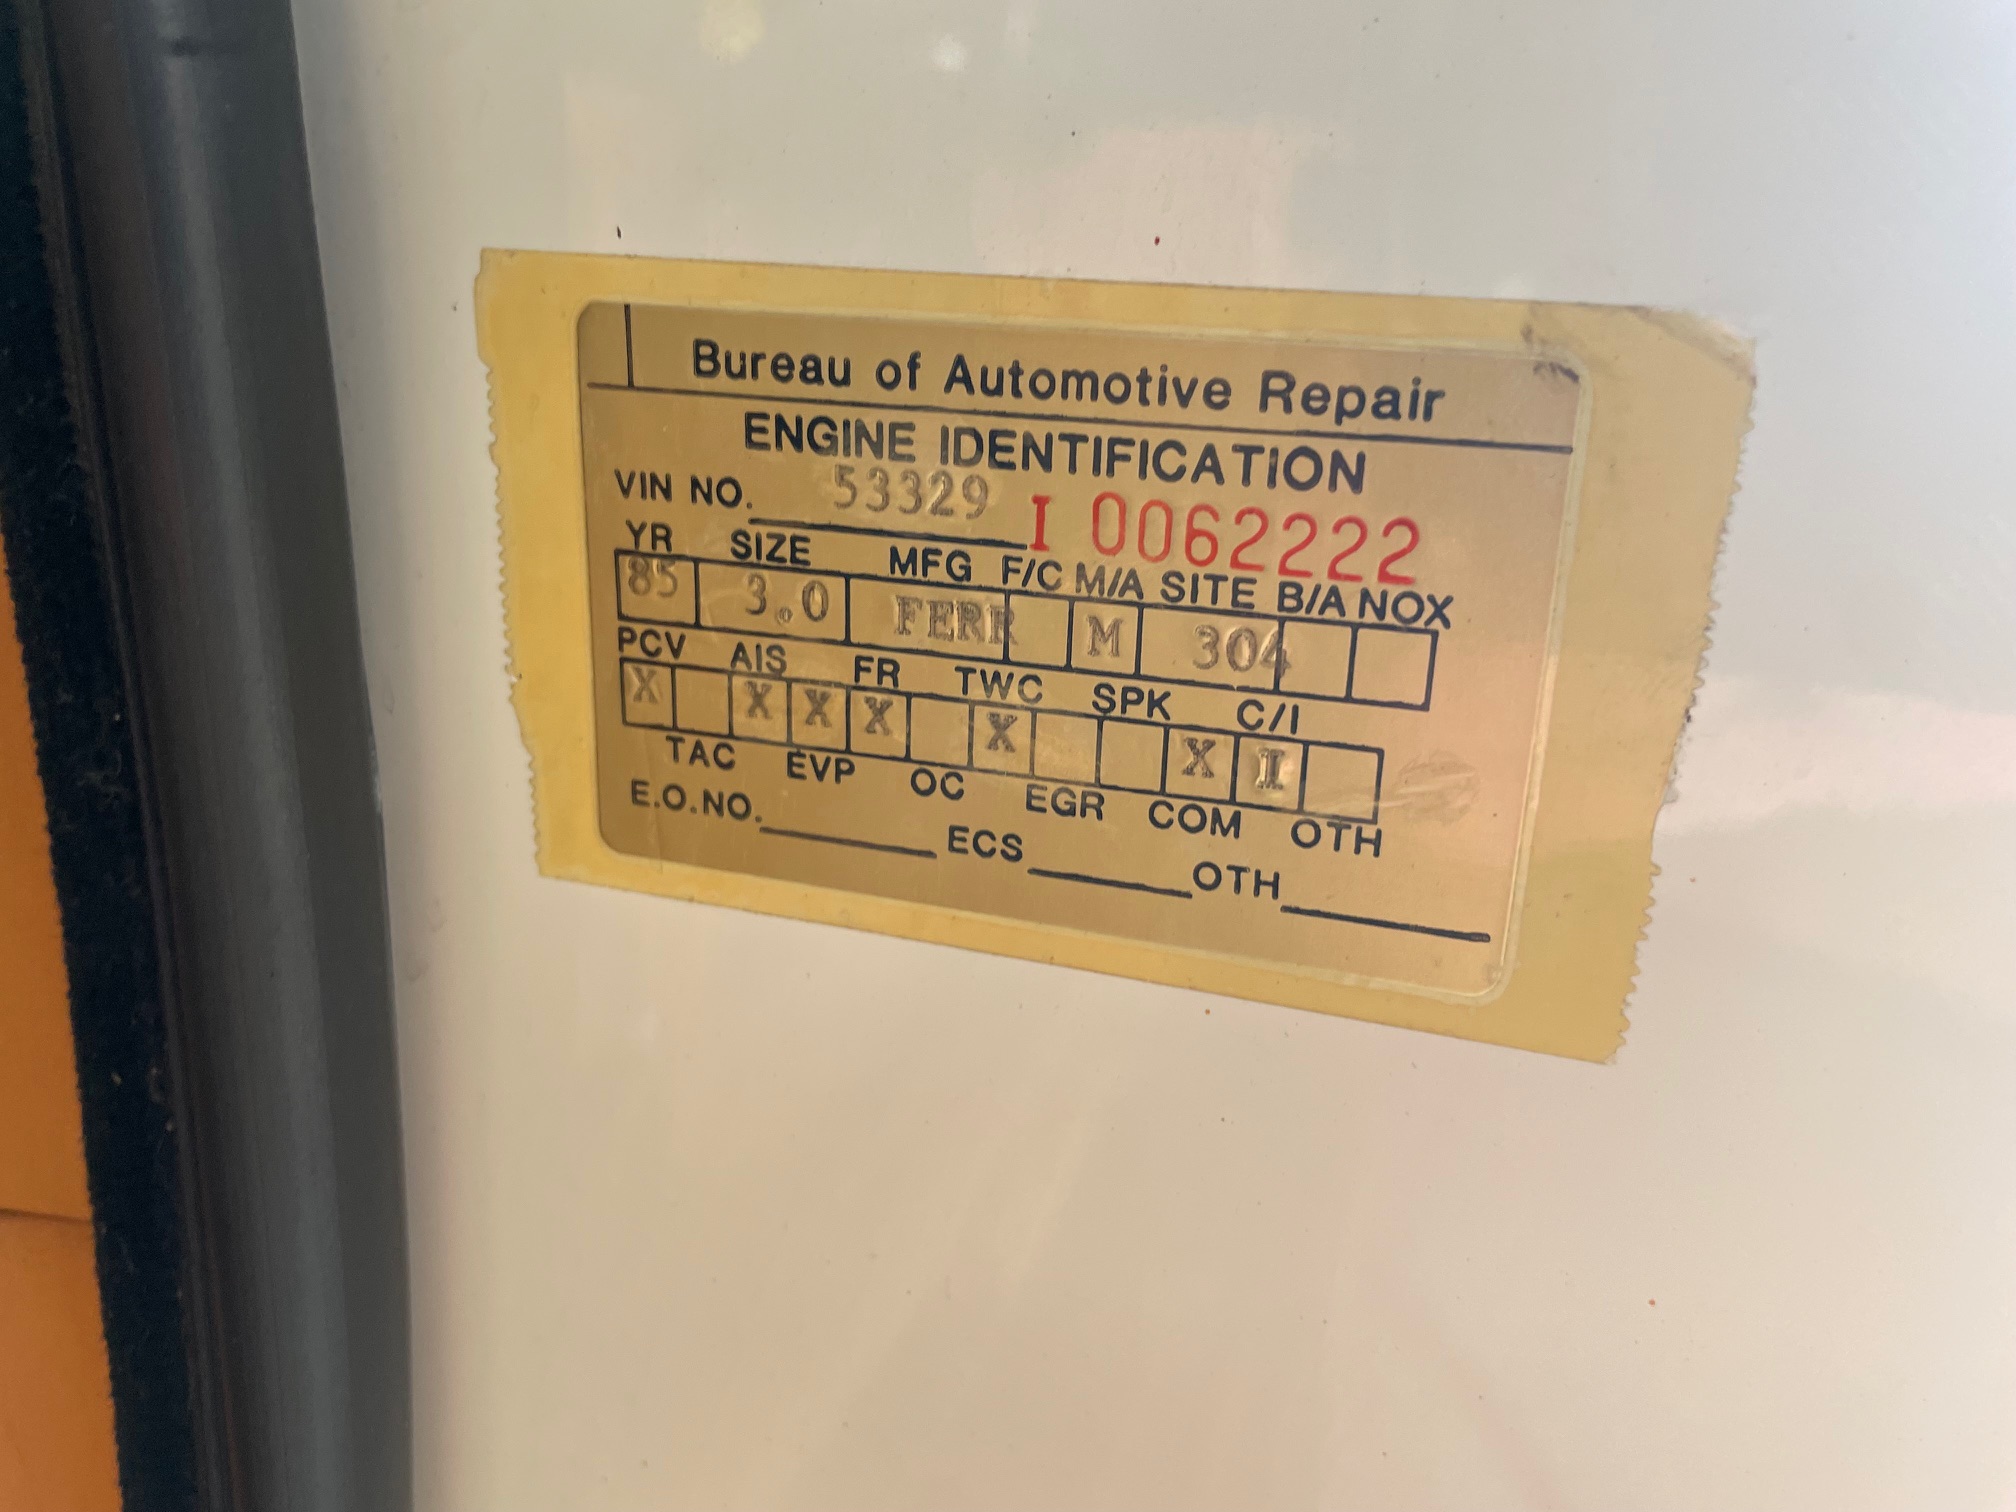 Bureau of Automotive Repair
ENGINE IDENTIFICATION
VIN NO. 53329 I 0062222
YR SIZE MFG F/C M/A SITE B/A NOX
85 3.0 FERR M 304
PCV AIS FR TWC SPK C/I
X X X X X X I
TAC EVP OC EGR COM OTH
E.O.NO. ECS OTH